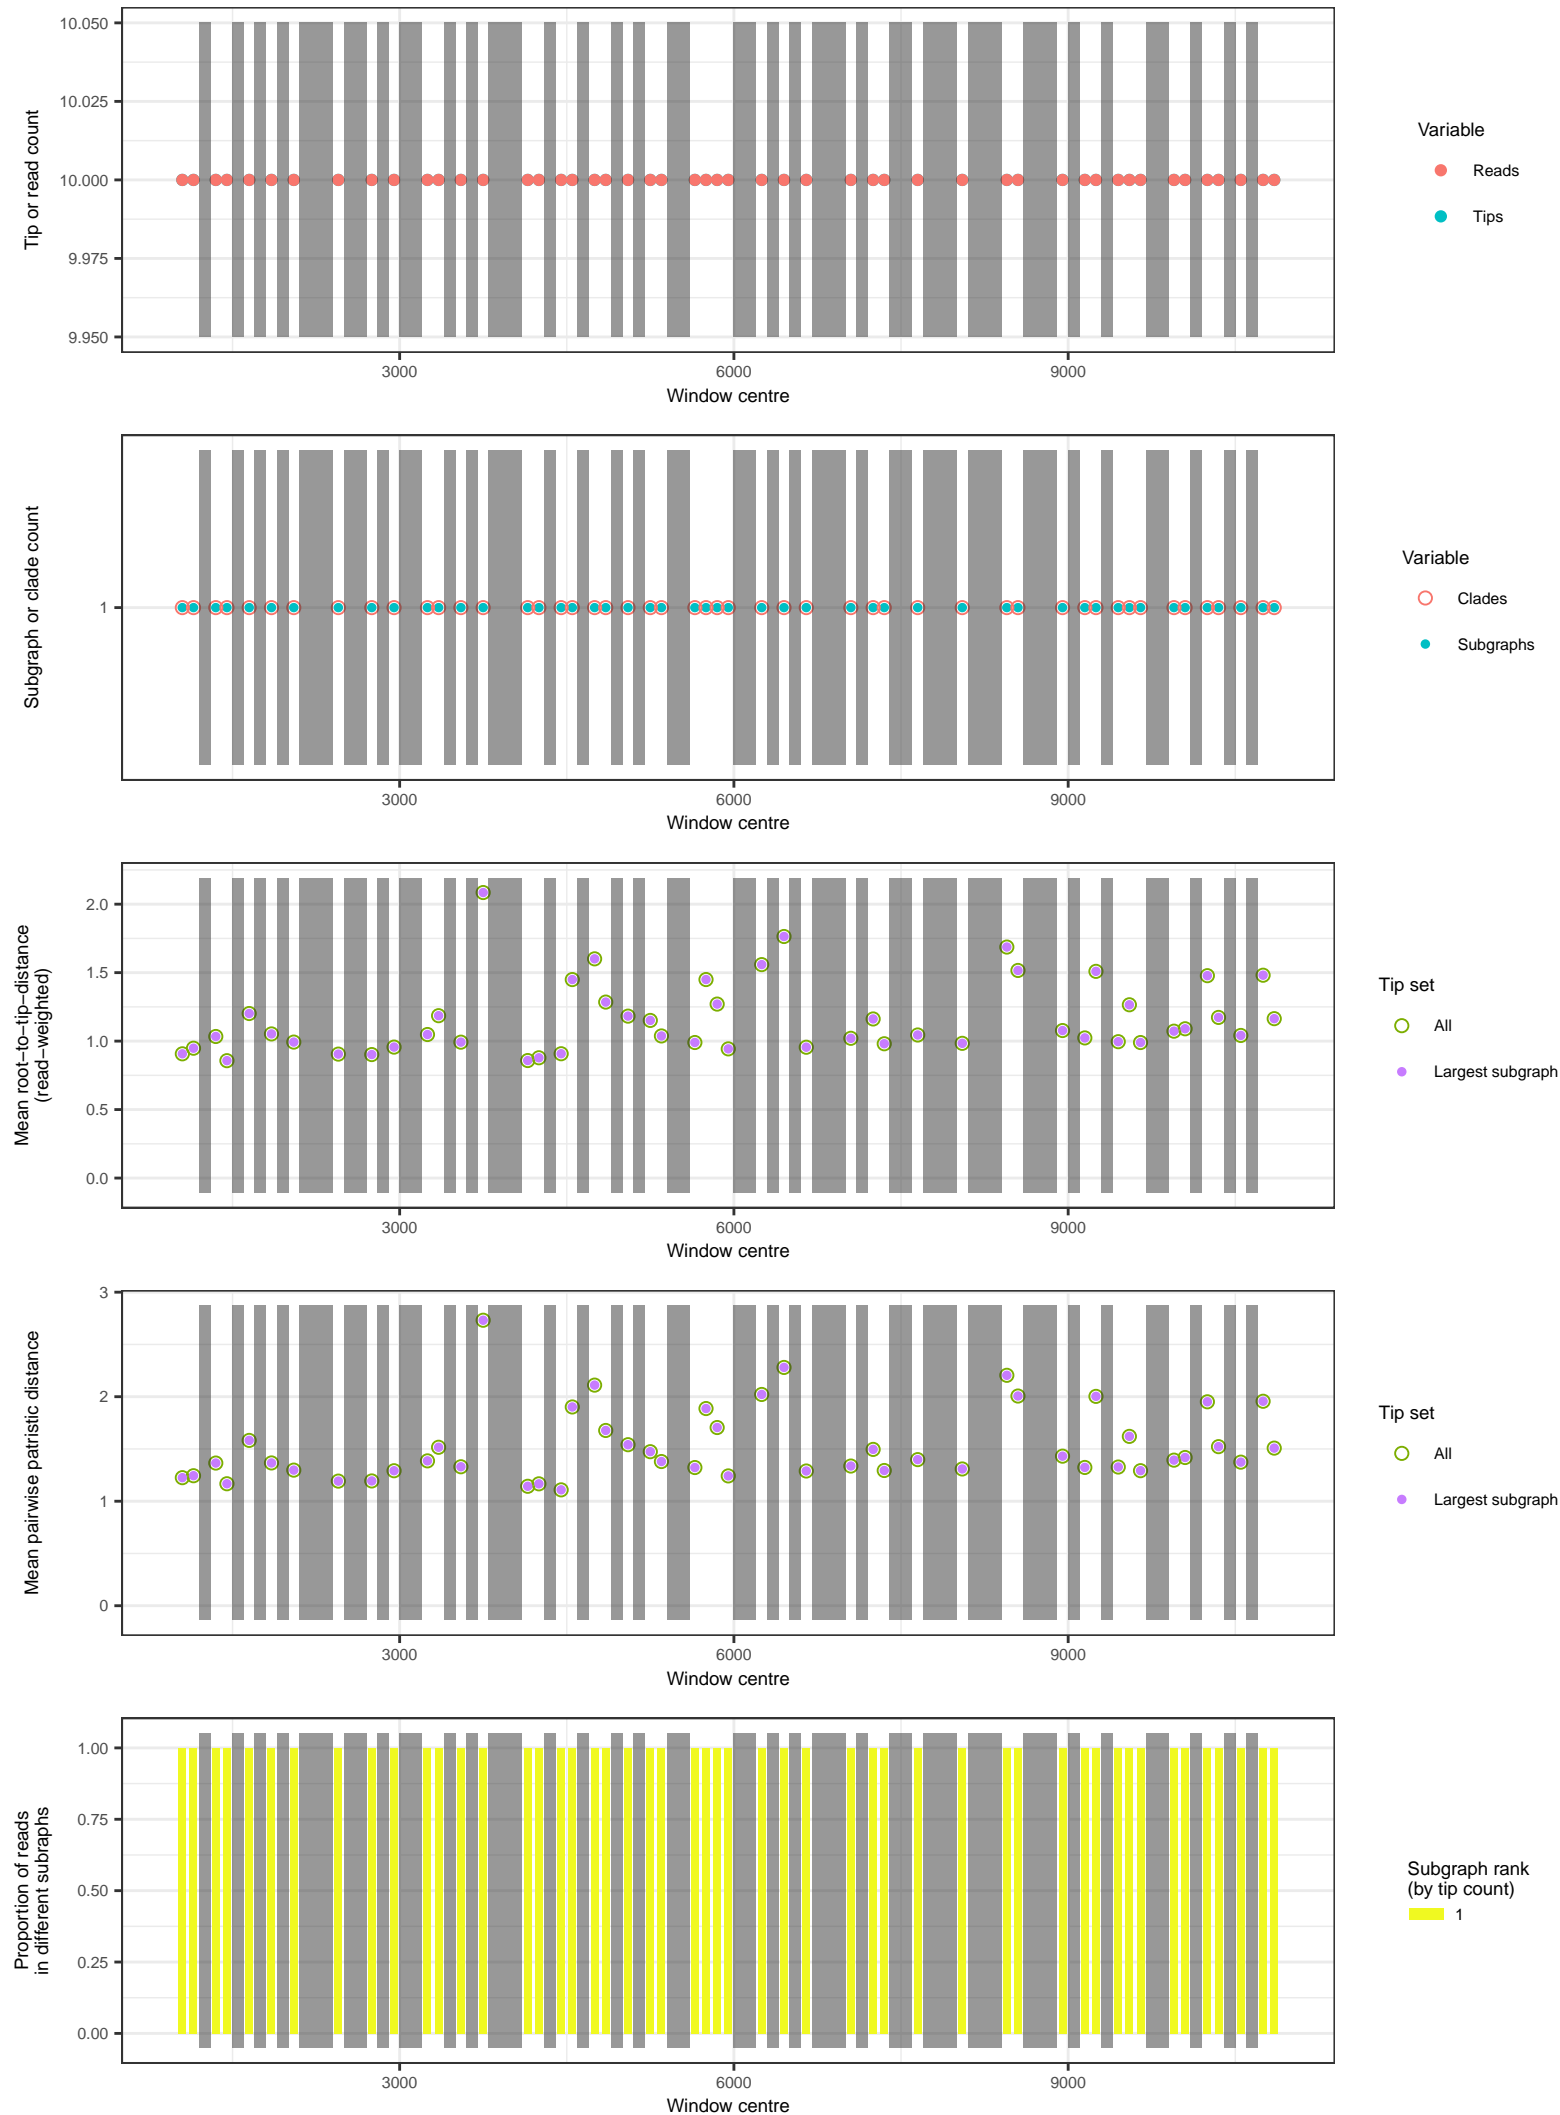 10.050
10.025
10.000
9.975
9.950
Tip or read count
3000
6000
9000
Window centre
Variable
Reads
Tips
1
Subgraph or clade count
3000
6000
9000
Window centre
Variable
Clades
Subgraphs
2.0
1.5
1.0
0.5
0.0
Mean root−to−tip−distance
(read−weighted)
3000
6000
9000
Window centre
Tip set
All
Largest subgraph
3
2
1
0
Mean pairwise patristic distance
3000
6000
9000
Window centre
Tip set
All
Largest subgraph
1.00
0.75
0.50
0.25
0.00
Proportion of reads
in different subraphs
3000
6000
9000
Window centre
Subgraph rank
(by tip count)
1